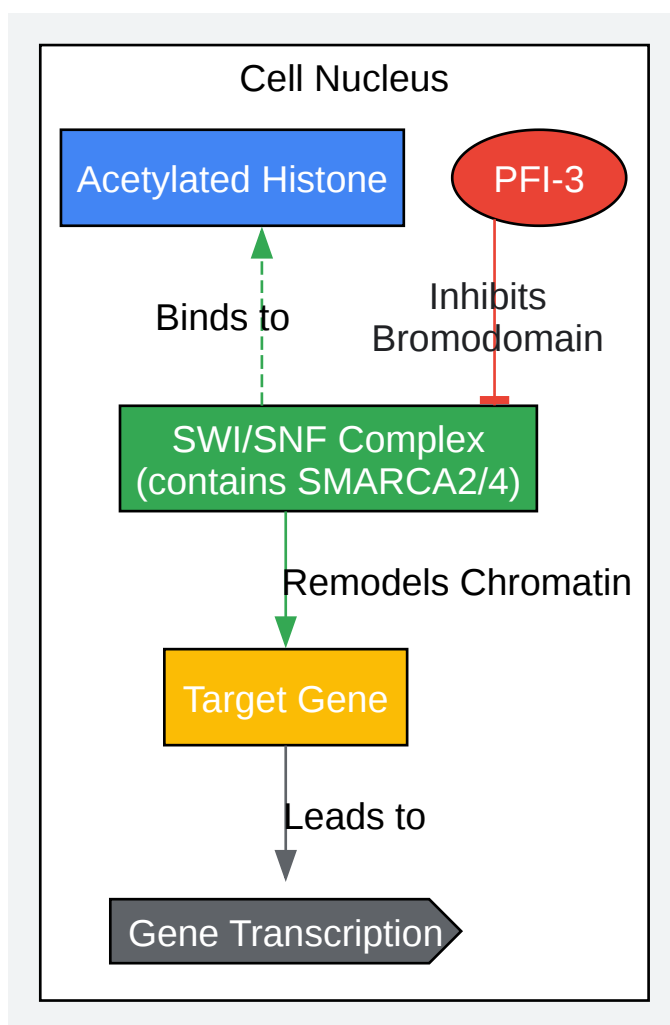 Cell Nucleus
Acetylated Histone
PFI-3
Binds to
Inhibits
Bromodomain
SWI/SNF Complex
(contains SMARCA2/4)
Remodels Chromatin
Target Gene
Leads to
Gene Transcription